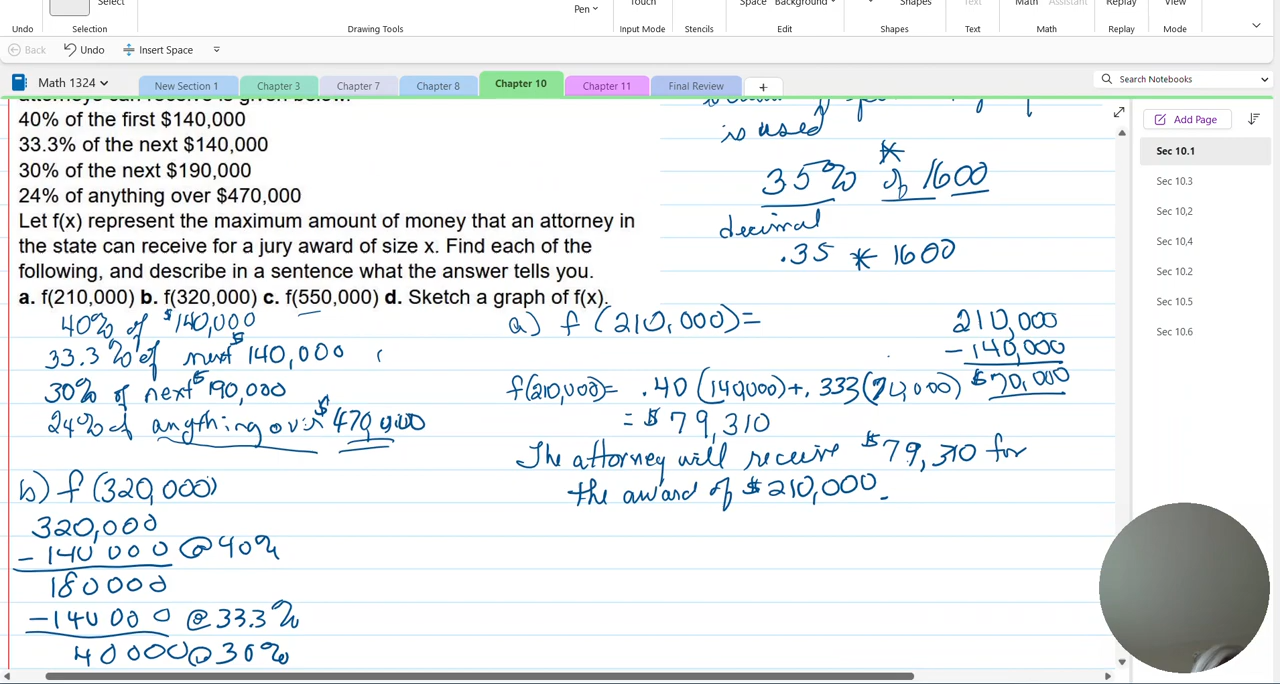 Select
Pen
Touch
Space Background
Shapes
Text
Math Assistant
Replay
View
Undo
Selection
Drawing Tools
Input Mode
Stencils
Edit
Shapes
Text
Math
Replay
Mode
Back
Undo
Insert Space
Math 1324
New Section 1
Chapter 3
Chapter 7
Chapter 8
Chapter 10
Chapter 11
Final Review
+
Search Notebooks
Add Page
Sec 10.1
Sec 10.3
Sec 10,2
Sec 10,4
Sec 10.2
Sec 10.5
Sec 10.6
attorneys can receive is given below.
40% of the first $140,000
33.3% of the next $140,000
30% of the next $190,000
24% of anything over $470,000
Let f(x) represent the maximum amount of money that an attorney in
the state can receive for a jury award of size x. Find each of the
following, and describe in a sentence what the answer tells you.
a. f(210,000) b. f(320,000) c. f(550,000) d. Sketch a graph of f(x).
is used
35% of 1600
decimal
.35 * 1600
40% of $140,000
33.3% of next $140,000
30% of next $190,000
24% of anything over $470,000
a) f (210,000)=
210,000
-140,000
$70,000
f(210,000)= .40 (140,000)+.333(70,000)
= $79,310
The attorney will receive $79,310 for
the award of $210,000.
b) f (320,000)
320,000
- 140 000 @ 40%
180000
-140 000 @ 33.3%
40000 @ 30%